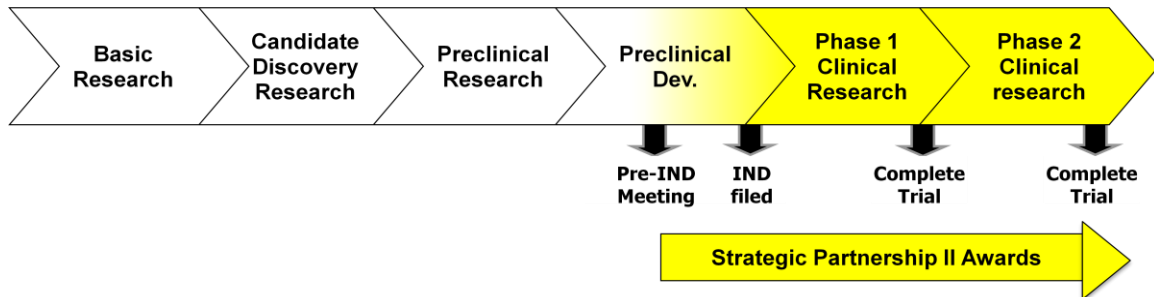 Basic
Research
Candidate
Discovery
Research
Preclinical
Research
Preclinical
Dev.
Phase 1
Clinical
Research
Phase 2
Clinical
research
Pre-IND
Meeting
IND
filed
Complete
Trial
Complete
Trial
Strategic Partnership II Awards